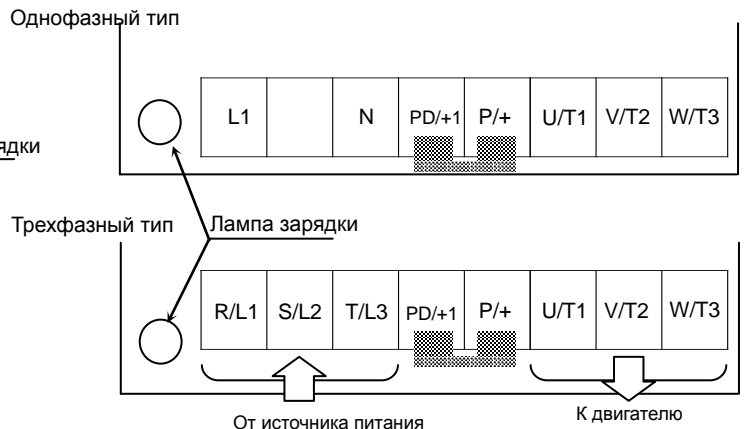 Однофазный тип
L1 N PD/+1 P/+ U/T1 V/T2 W/T3
ядки
Трехфазный тип Лампа зарядки
R/L1 S/L2 T/L3 PD/+1 P/+ U/T1 V/T2 W/T3
От источника питания К двигателю